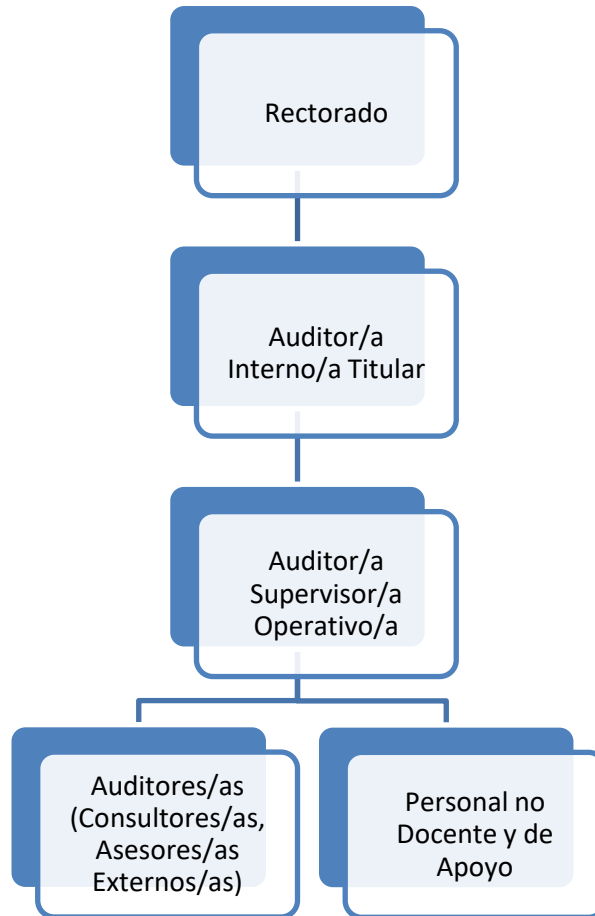 Rectorado
Auditor/a
Interno/a Titular
Auditor/a
Supervisor/a
Operativo/a
Auditores/as
(Consultores/as,
Asesores/as
Externos/as)
Personal no
Docente y de
Apoyo